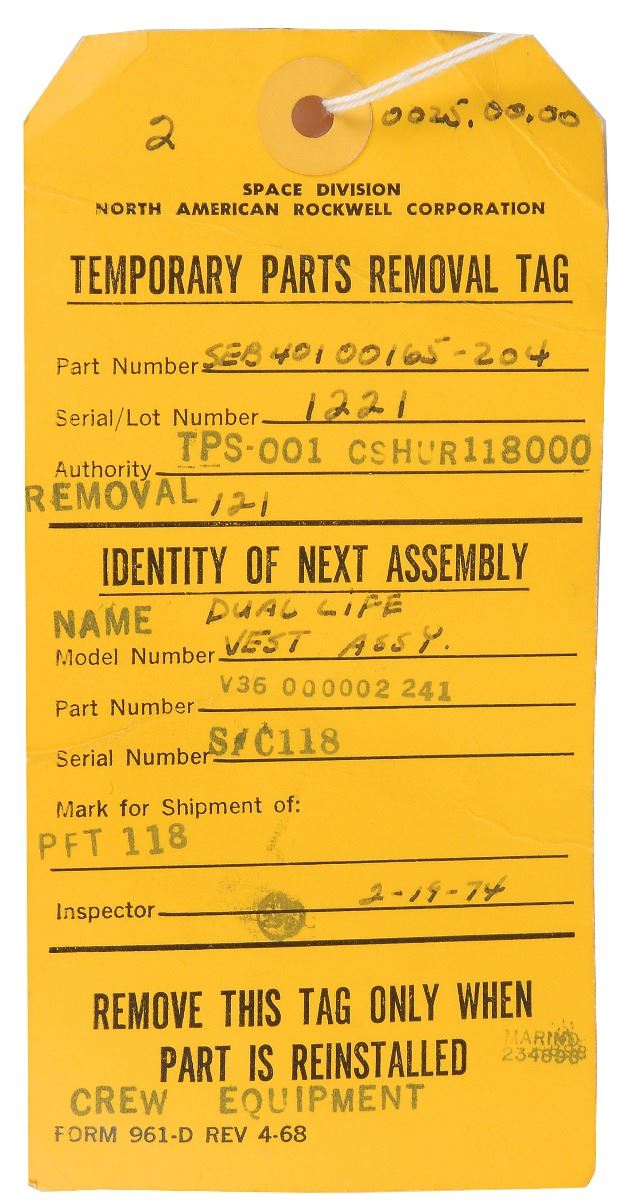 2 0025.00.00
SPACE DIVISION
NORTH AMERICAN ROCKWELL CORPORATION
TEMPORARY PARTS REMOVAL TAG
Part Number SEB40100165-204
Serial/Lot Number 1221
Authority TPS-001 CSHUR118000
REMOVAL 121
IDENTITY OF NEXT ASSEMBLY
NAME DUAL LIFE
Model Number VEST ASSY.
Part Number V36 000002 241
Serial Number S/C118
Mark for Shipment of:
PFT 118
Inspector 2-19-74
REMOVE THIS TAG ONLY WHEN
PART IS REINSTALLED
CREW EQUIPMENT
FORM 961-D REV 4-68